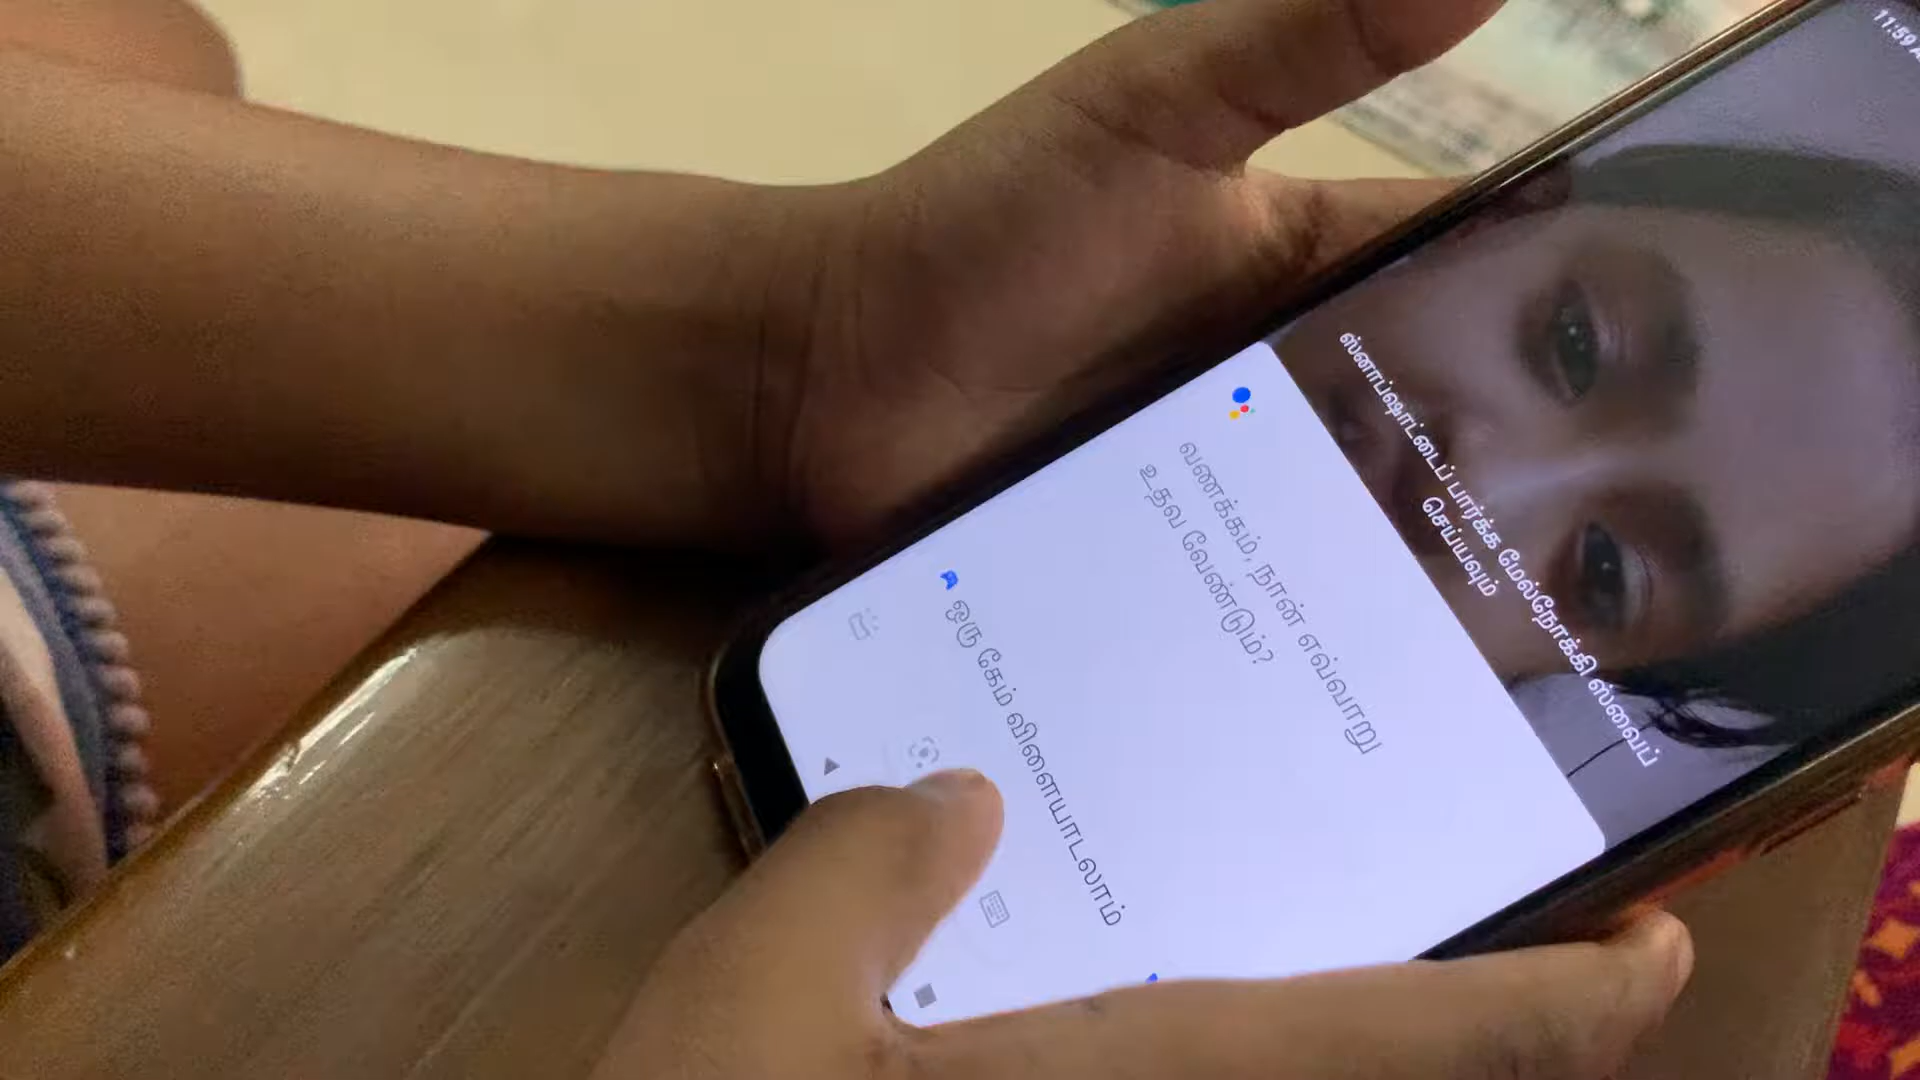 11:59
ஸ்னாப்ஷாட்டைப் பார்க்க மேல்நோக்கி ஸ்வைப்
செய்யவும்
வணக்கம், நான் எவ்வாறு
உதவ வேண்டும்?
ஒரு கேம் விளையாடலாம்